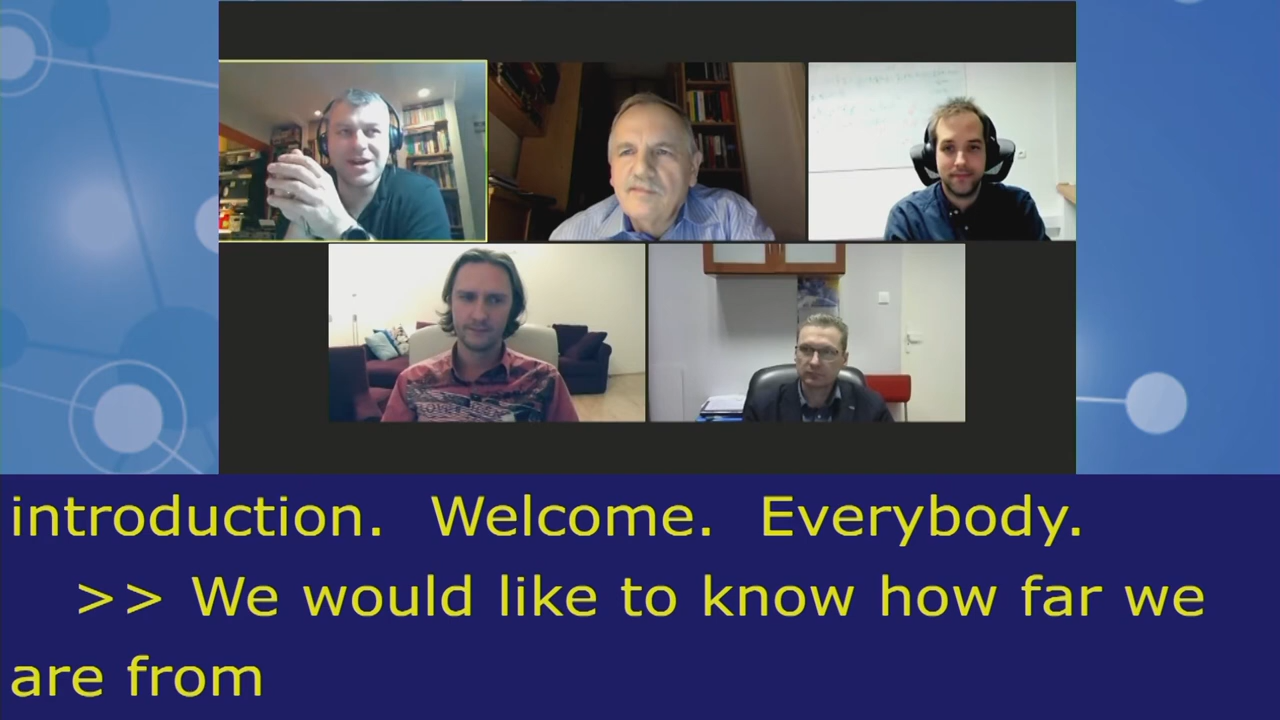 introduction. Welcome. Everybody.
>> We would like to know how far we
are from